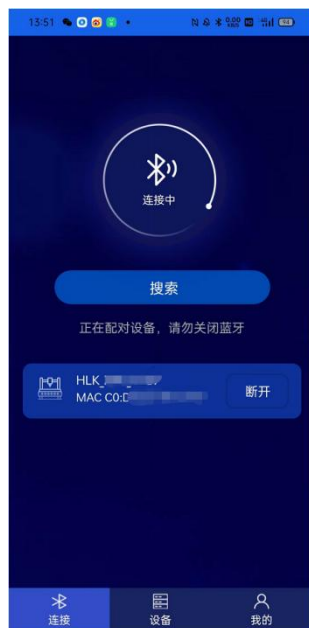 13:51
连接中
搜索
正在配对设备，请勿关闭蓝牙
HLK_
MAC C0:D
断开
连接
设备
我的